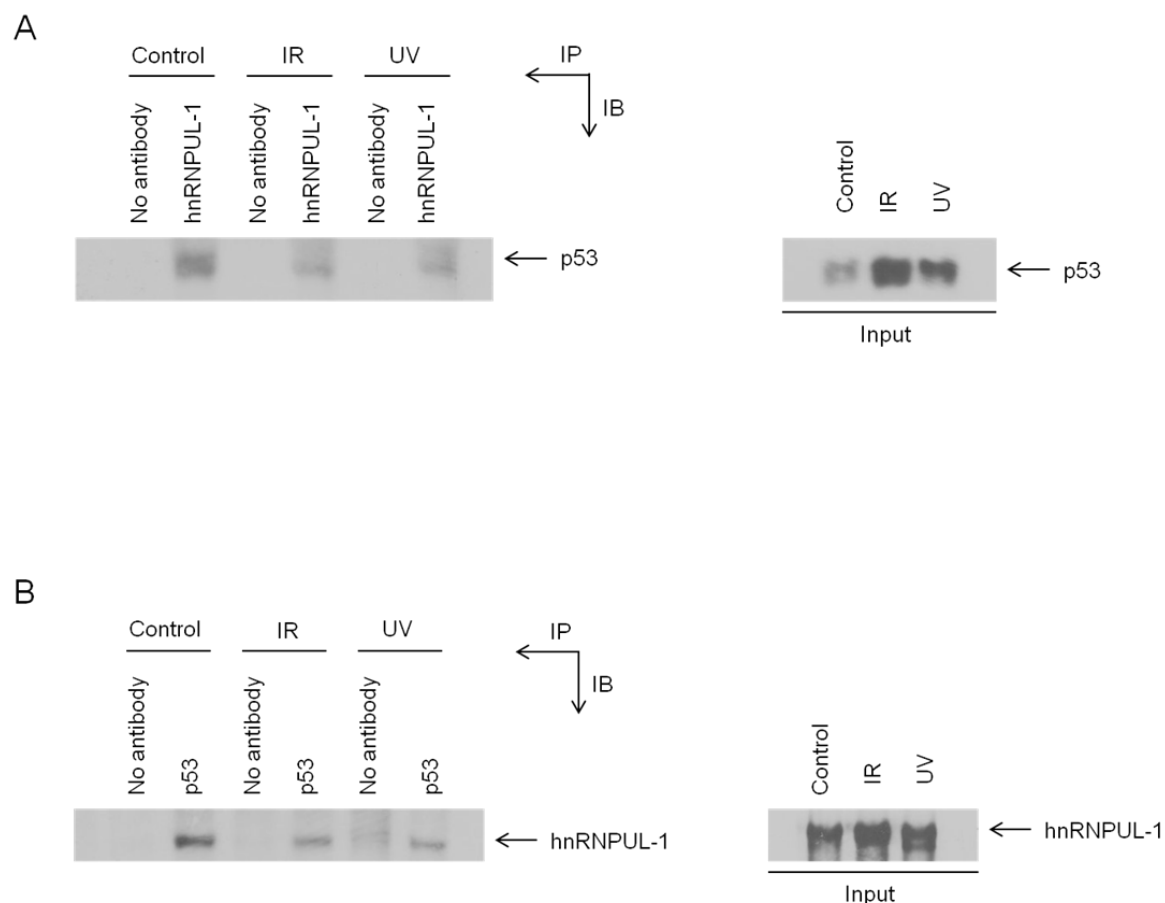 A
Control IR UV
IP
IB
No antibody hnRNPUL-1 No antibody hnRNPUL-1 No antibody hnRNPUL-1
p53
Control IR UV
p53
Input
B
Control IR UV
IP
IB
No antibody p53 No antibody p53 No antibody p53
hnRNPUL-1
Control IR UV
hnRNPUL-1
Input